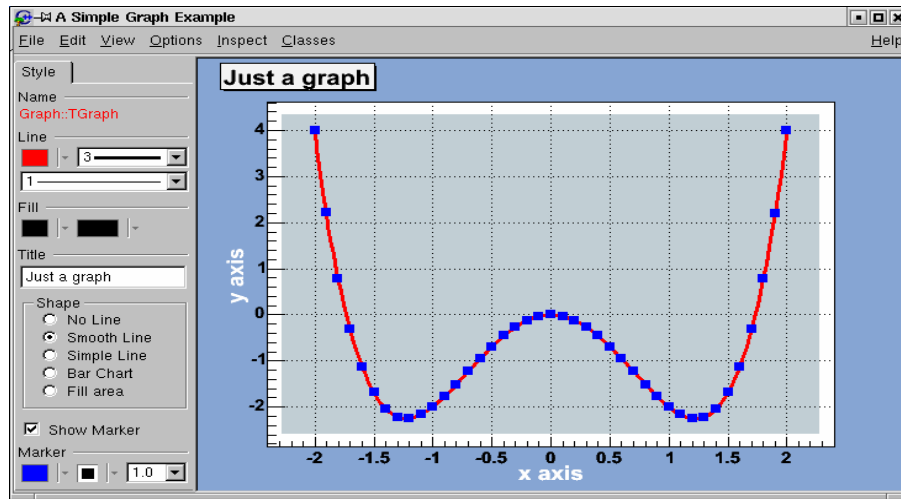 A Simple Graph Example
File Edit View Options Inspect Classes Help
Style
Name
Graph::TGraph
Line
3
1
Fill
Title
Just a graph
Shape
No Line
Smooth Line
Simple Line
Bar Chart
Fill area
Show Marker
Marker
1.0
Just a graph
4
3
2
1
0
-1
-2
y axis
-2 -1.5 -1 -0.5 0 0.5 1 1.5 2
x axis